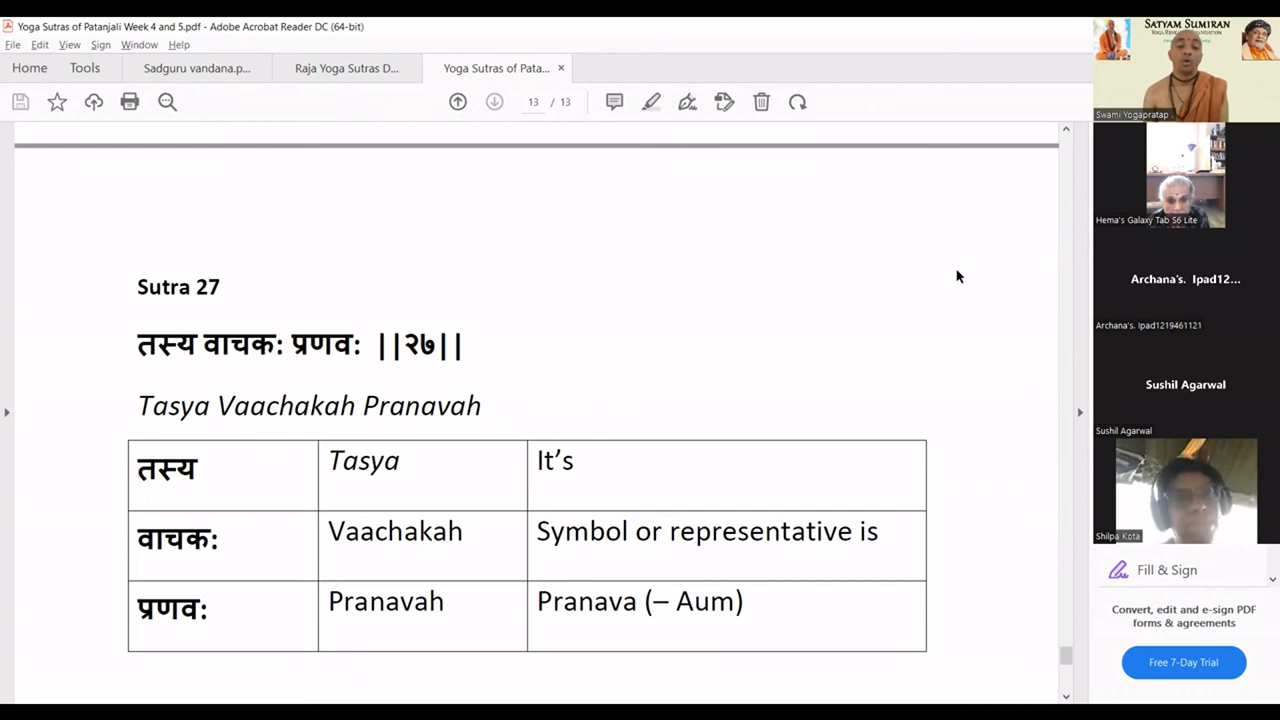 Yoga Sutras of Patanjali Week 4 and 5.pdf - Adobe Acrobat Reader DC (64-bit)
File Edit View Sign Window Help
Home Tools Sadguru vandana.p... Raja Yoga Sutras D... Yoga Sutras of Pata... ×
13 / 13
Sutra 27
तस्य वाचक: प्रणव: ||२७||
Tasya Vaachakah Pranavah
तस्य Tasya It's
वाचक: Vaachakah Symbol or representative is
प्रणव: Pranavah Pranava (– Aum)
SATYAM SUMIRAN
Swami Yogapratap .
Hema's Galaxy Tab S6 Lite
Archana's. Ipad12...
Archana's. Ipad1219461121
Sushil Agarwal
Sushil Agarwal
Shilpa Kota
Fill & Sign
Convert, edit and e-sign PDF
forms & agreements
Free 7-Day Trial